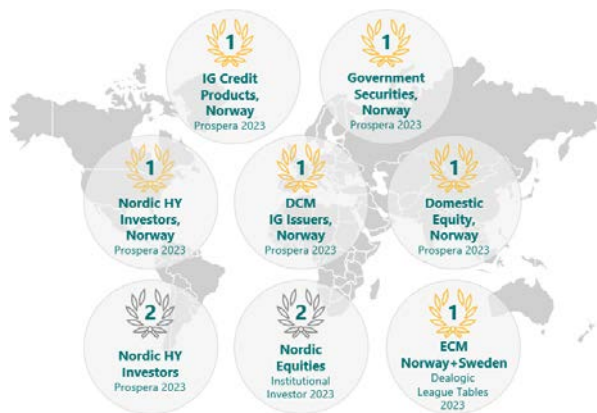 1
IG Credit
Products,
Norway
Prospera 2023
1
Government
Securities,
Norway
Prospera 2023
1
Nordic HY
Investors,
Norway
Prospera 2023
1
DCM
IG Issuers,
Norway
Prospera 2023
1
Domestic
Equity,
Norway
Prospera 2023
2
Nordic HY
Investors
Prospera 2023
2
Nordic
Equities
Institutional
Investor 2023
1
ECM
Norway+Sweden
Dealogic
League Tables
2023